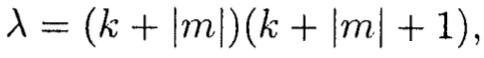 λ = (k + |m|)(k + |m| + 1),